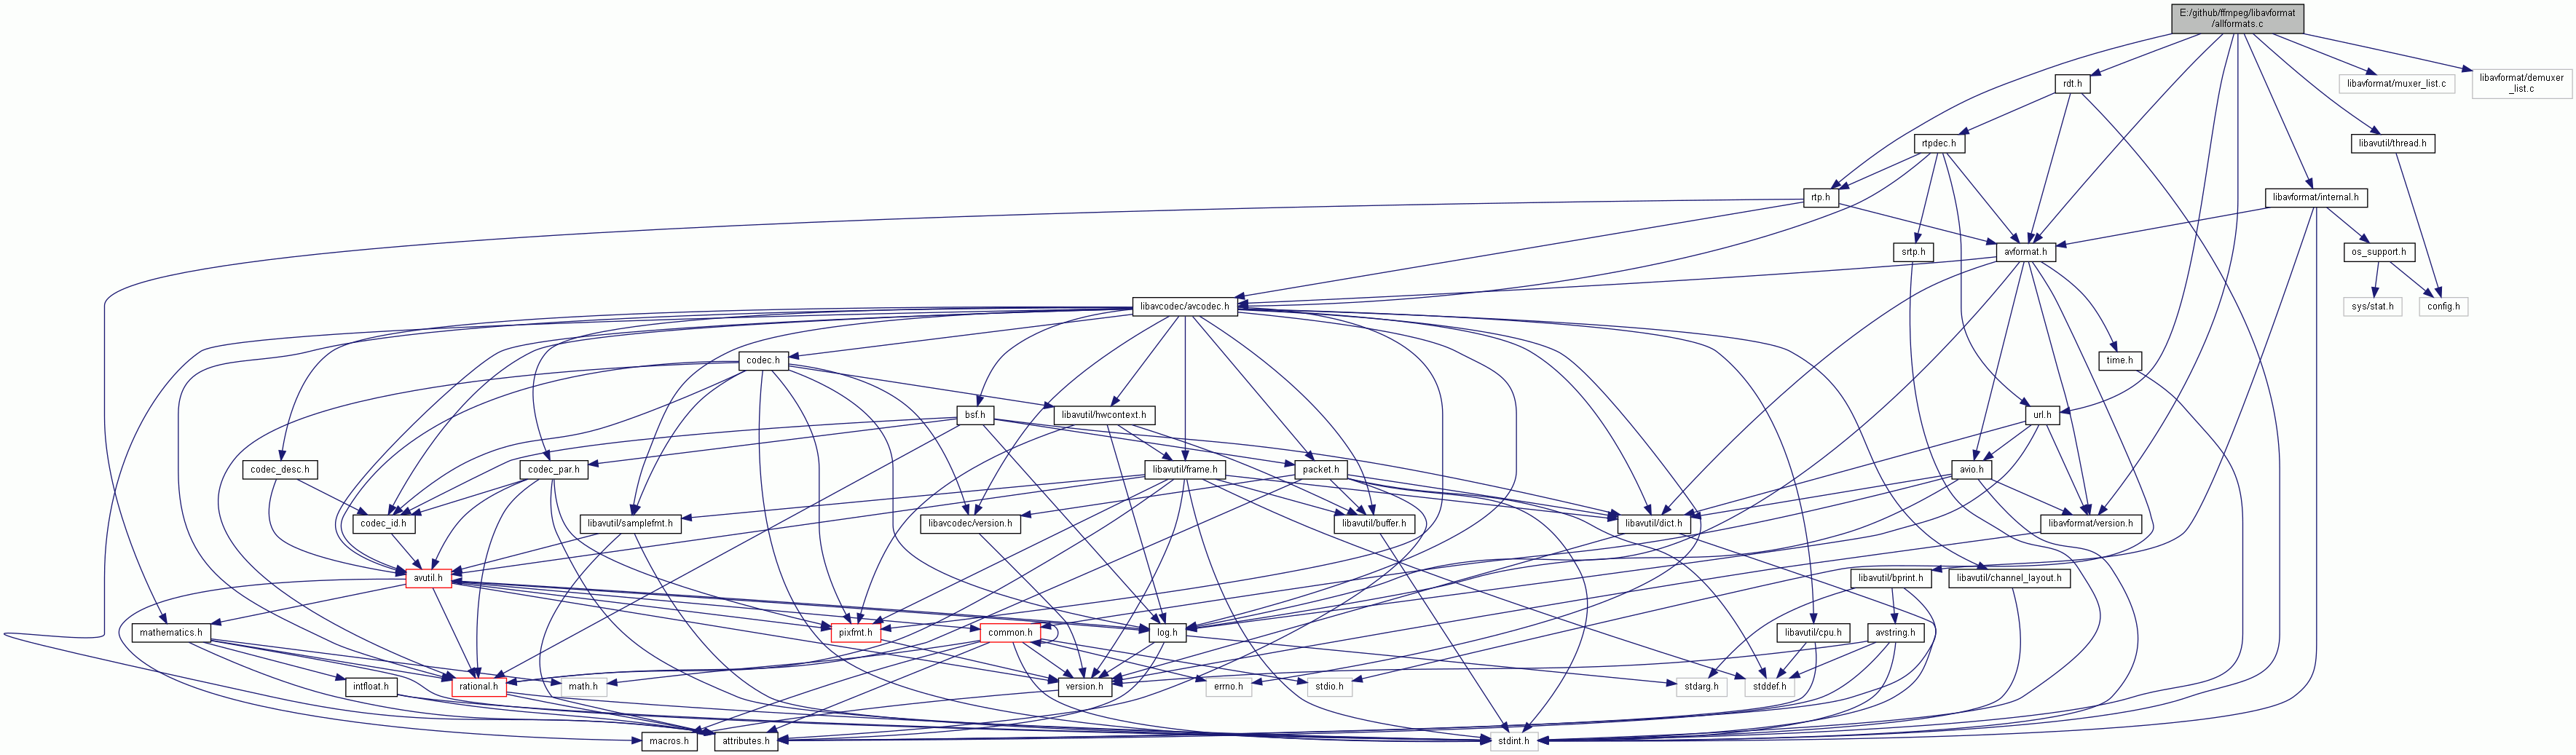 E:/github/ffmpeg/libavformat
/allformats.c
rdt.h
libavformat/muxer_list.c
libavformat/demuxer
_list.c
rtpdec.h
libavutil/thread.h
rtp.h
libavformat/internal.h
srtp.h
avformat.h
os_support.h
libavcodec/avcodec.h
sys/stat.h
config.h
codec.h
time.h
bsf.h
libavutil/hwcontext.h
url.h
codec_desc.h
codec_par.h
libavutil/frame.h
packet.h
avio.h
codec_id.h
libavutil/samplefmt.h
libavcodec/version.h
libavutil/buffer.h
libavutil/dict.h
libavformat/version.h
avutil.h
libavutil/bprint.h
libavutil/channel_layout.h
mathematics.h
pixfmt.h
common.h
log.h
libavutil/cpu.h
avstring.h
intfloat.h
rational.h
math.h
version.h
errno.h
stdio.h
stdarg.h
stddef.h
macros.h
attributes.h
stdint.h